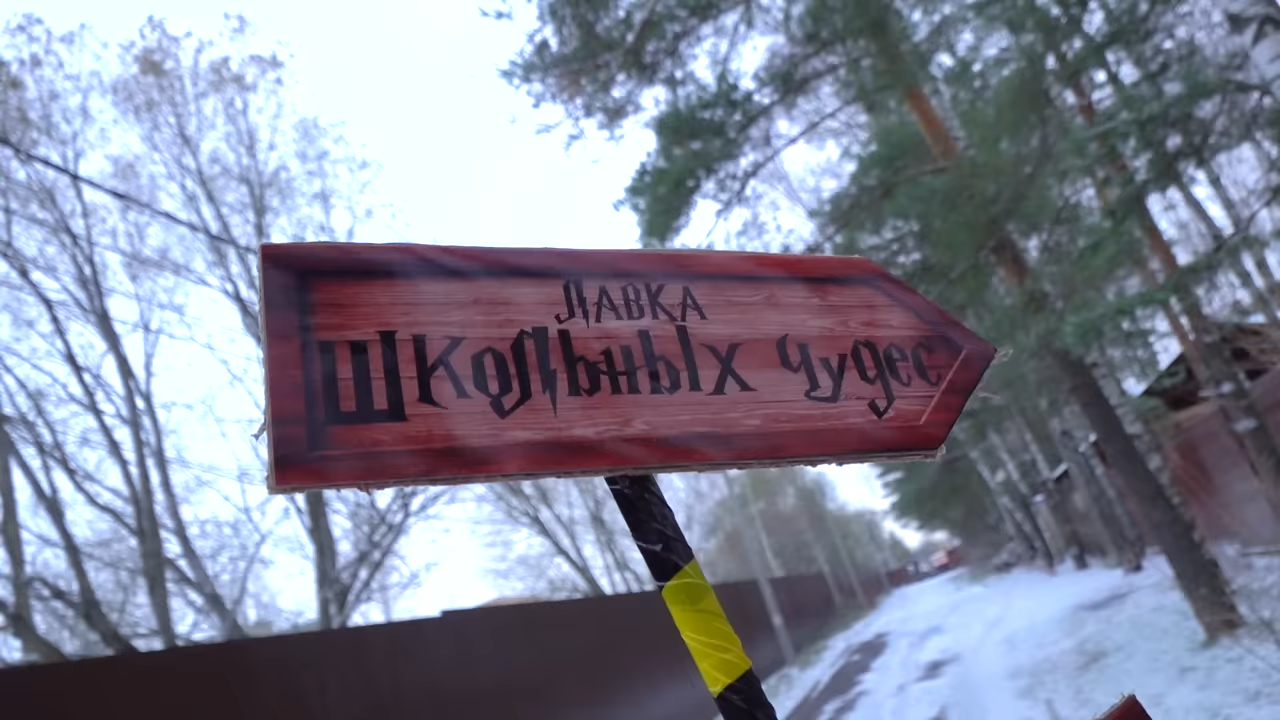 Лавка
Школьных чудес